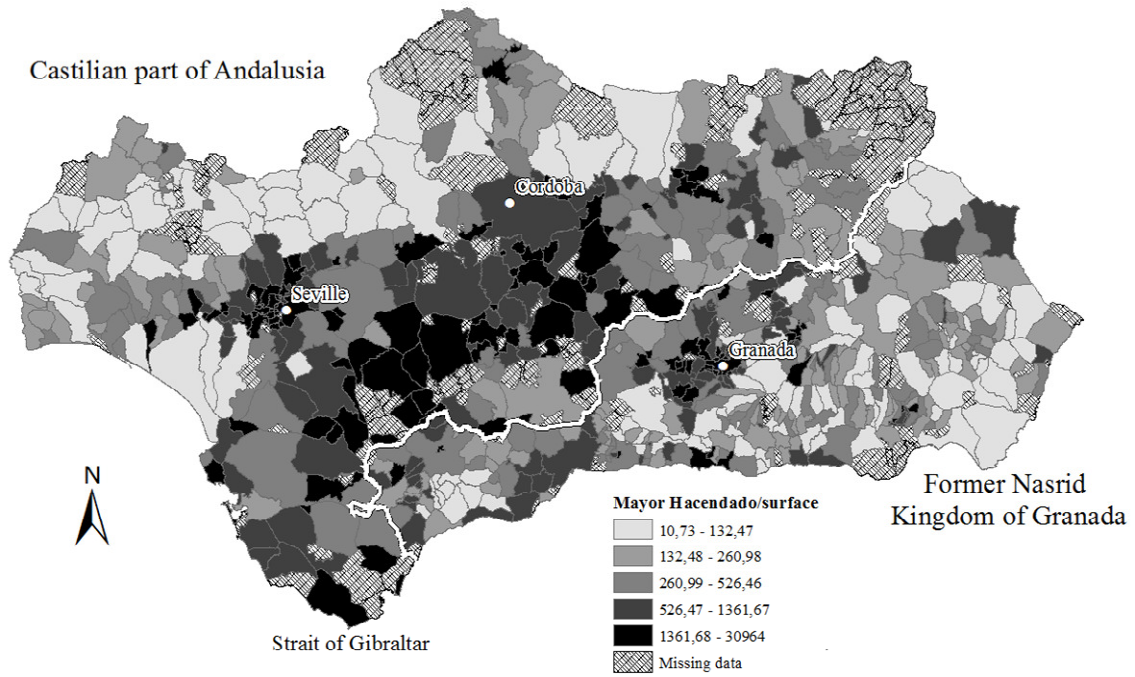 Castilian part of Andalusia
Cordoba
Seville
Granada
N
Former Nasrid
Kingdom of Granada
Strait of Gibraltar
Mayor Hacendado/surface
10,73 - 132,47
132,48 - 260,98
260,99 - 526,46
526,47 - 1361,67
1361,68 - 30964
Missing data